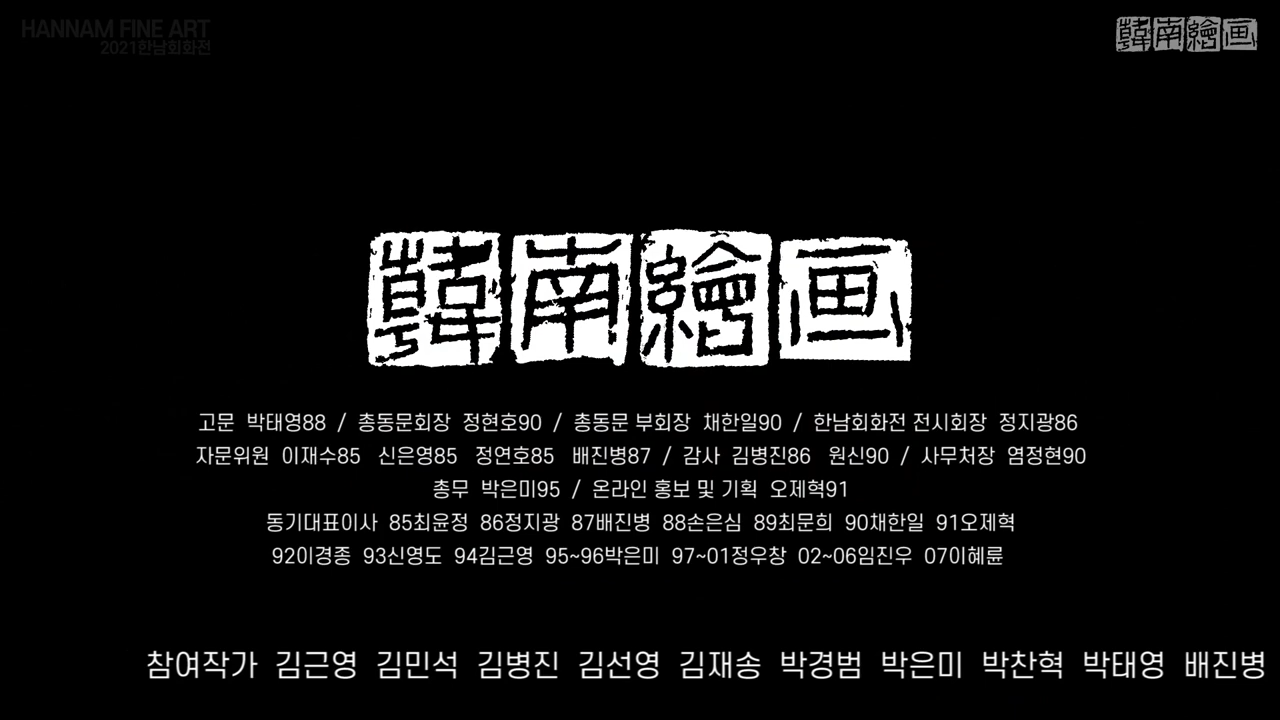 HANNAM FINE ART
2021한남회화전
韓南繪画
韓南繪画
고문 박태영88 / 총동문회장 정현호90 / 총동문 부회장 채한일90 / 한남회화전 전시회장 정지광86
자문위원 이재수85 신은영85 정연호85 배진병87 / 감사 김병진86 원신90 / 사무처장 염정현90
총무 박은미95 / 온라인 홍보 및 기획 오제혁91
동기대표이사 85최윤정 86정지광 87배진병 88손은심 89최문희 90채한일 91오제혁
92이경종 93신영도 94김근영 95~96박은미 97~01정우창 02~06임진우 07이혜륜
참여작가 김근영 김민석 김병진 김선영 김재송 박경범 박은미 박찬혁 박태영 배진병